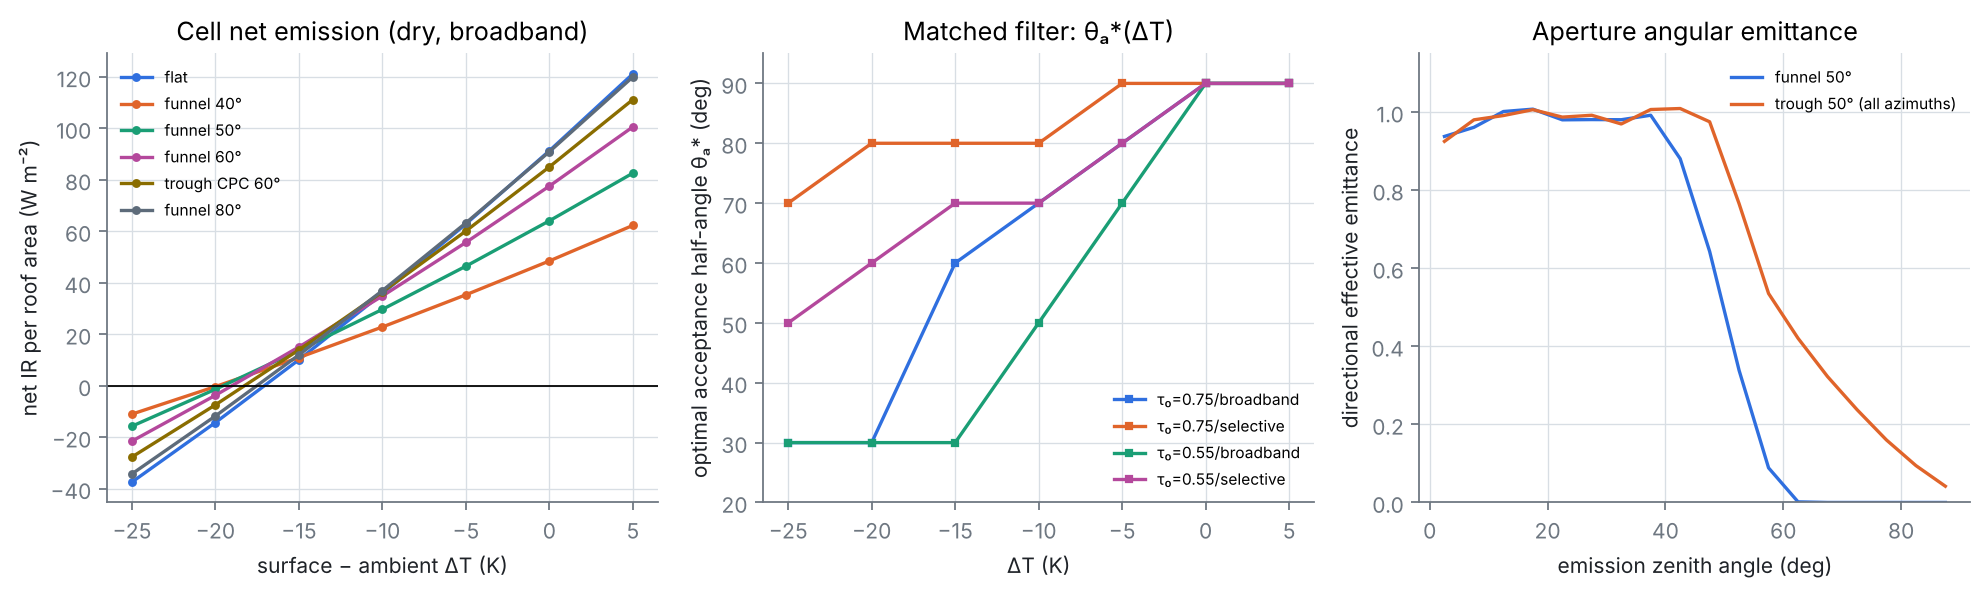 Cell net emission (dry, broadband)
net IR per roof area (W m⁻²)
120
100
80
60
40
20
0
−20
−40
flat
funnel 40°
funnel 50°
funnel 60°
trough CPC 60°
funnel 80°
−25
−20
−15
−10
−5
0
5
surface − ambient ΔT (K)
Matched filter: θₐ*(ΔT)
optimal acceptance half-angle θₐ* (deg)
90
80
70
60
50
40
30
20
τ₀=0.75/broadband
τ₀=0.75/selective
τ₀=0.55/broadband
τ₀=0.55/selective
−25
−20
−15
−10
−5
0
5
ΔT (K)
Aperture angular emittance
directional effective emittance
1.0
0.8
0.6
0.4
0.2
0.0
funnel 50°
trough 50° (all azimuths)
0
20
40
60
80
emission zenith angle (deg)